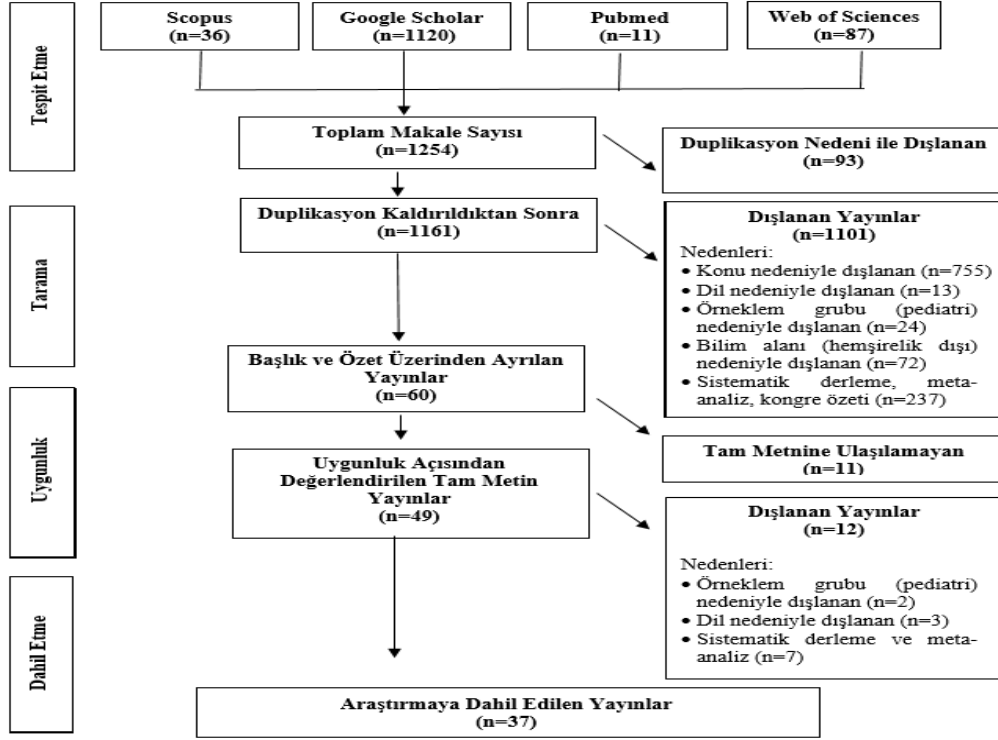 Scopus
(n=36)
Google Scholar
(n=1120)
Pubmed
(n=11)
Web of Sciences
(n=87)
Tespit Etme
Toplam Makale Sayısı
(n=1254)
Duplikasyon Nedeni ile Dışlanan
(n=93)
Tarama
Duplikasyon Kaldırıldıktan Sonra
(n=1161)
Dışlanan Yayınlar
(n=1101)
Nedenleri:
• Konu nedeniyle dışlanan (n=755)
• Dil nedeniyle dışlanan (n=13)
• Örneklem grubu (pediatri)
nedeniyle dışlanan (n=24)
• Bilim alanı (hemşirelik dışı)
nedeniyle dışlanan (n=72)
• Sistematik derleme, meta-
analiz, kongre özeti (n=237)
Başlık ve Özet Üzerinden Ayrılan
Yayınlar
(n=60)
Uygunluk
Tam Metnine Ulaşılamayan
(n=11)
Uygunluk Açısından
Değerlendirilen Tam Metin
Yayınlar
(n=49)
Dışlanan Yayınlar
(n=12)
Nedenleri:
• Örneklem grubu (pediatri)
nedeniyle dışlanan (n=2)
• Dil nedeniyle dışlanan (n=3)
• Sistematik derleme ve meta-
analiz (n=7)
Dahil Etme
Araştırmaya Dahil Edilen Yayınlar
(n=37)